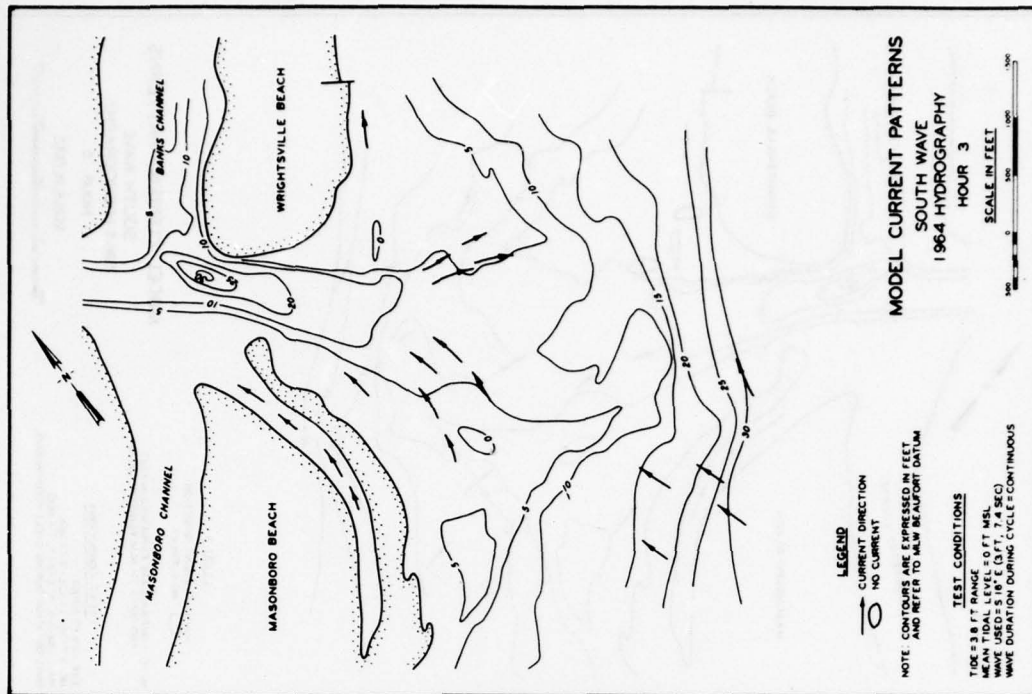 MASONBORO CHANNEL
BANKS CHANNEL
MASONBORO BEACH
WRIGHTSVILLE BEACH
N
5
10
5
10
10
20
0
0
5
10
5
5
10
15
20
25
30
LEGEND
CURRENT DIRECTION
NO CURRENT
NOTE: CONTOURS ARE EXPRESSED IN FEET
AND REFER TO MLW BEAUFORT DATUM
TEST CONDITIONS
TIDE = 3.8 FT RANGE
MEAN TIDAL LEVEL = 0 FT MSL
WAVE USED = S 18° E (3 FT, 7.4 SEC)
WAVE DURATION DURING CYCLE = CONTINUOUS
MODEL CURRENT PATTERNS
SOUTH WAVE
1964 HYDROGRAPHY
HOUR 3
SCALE IN FEET
500 0 500 1000 1500